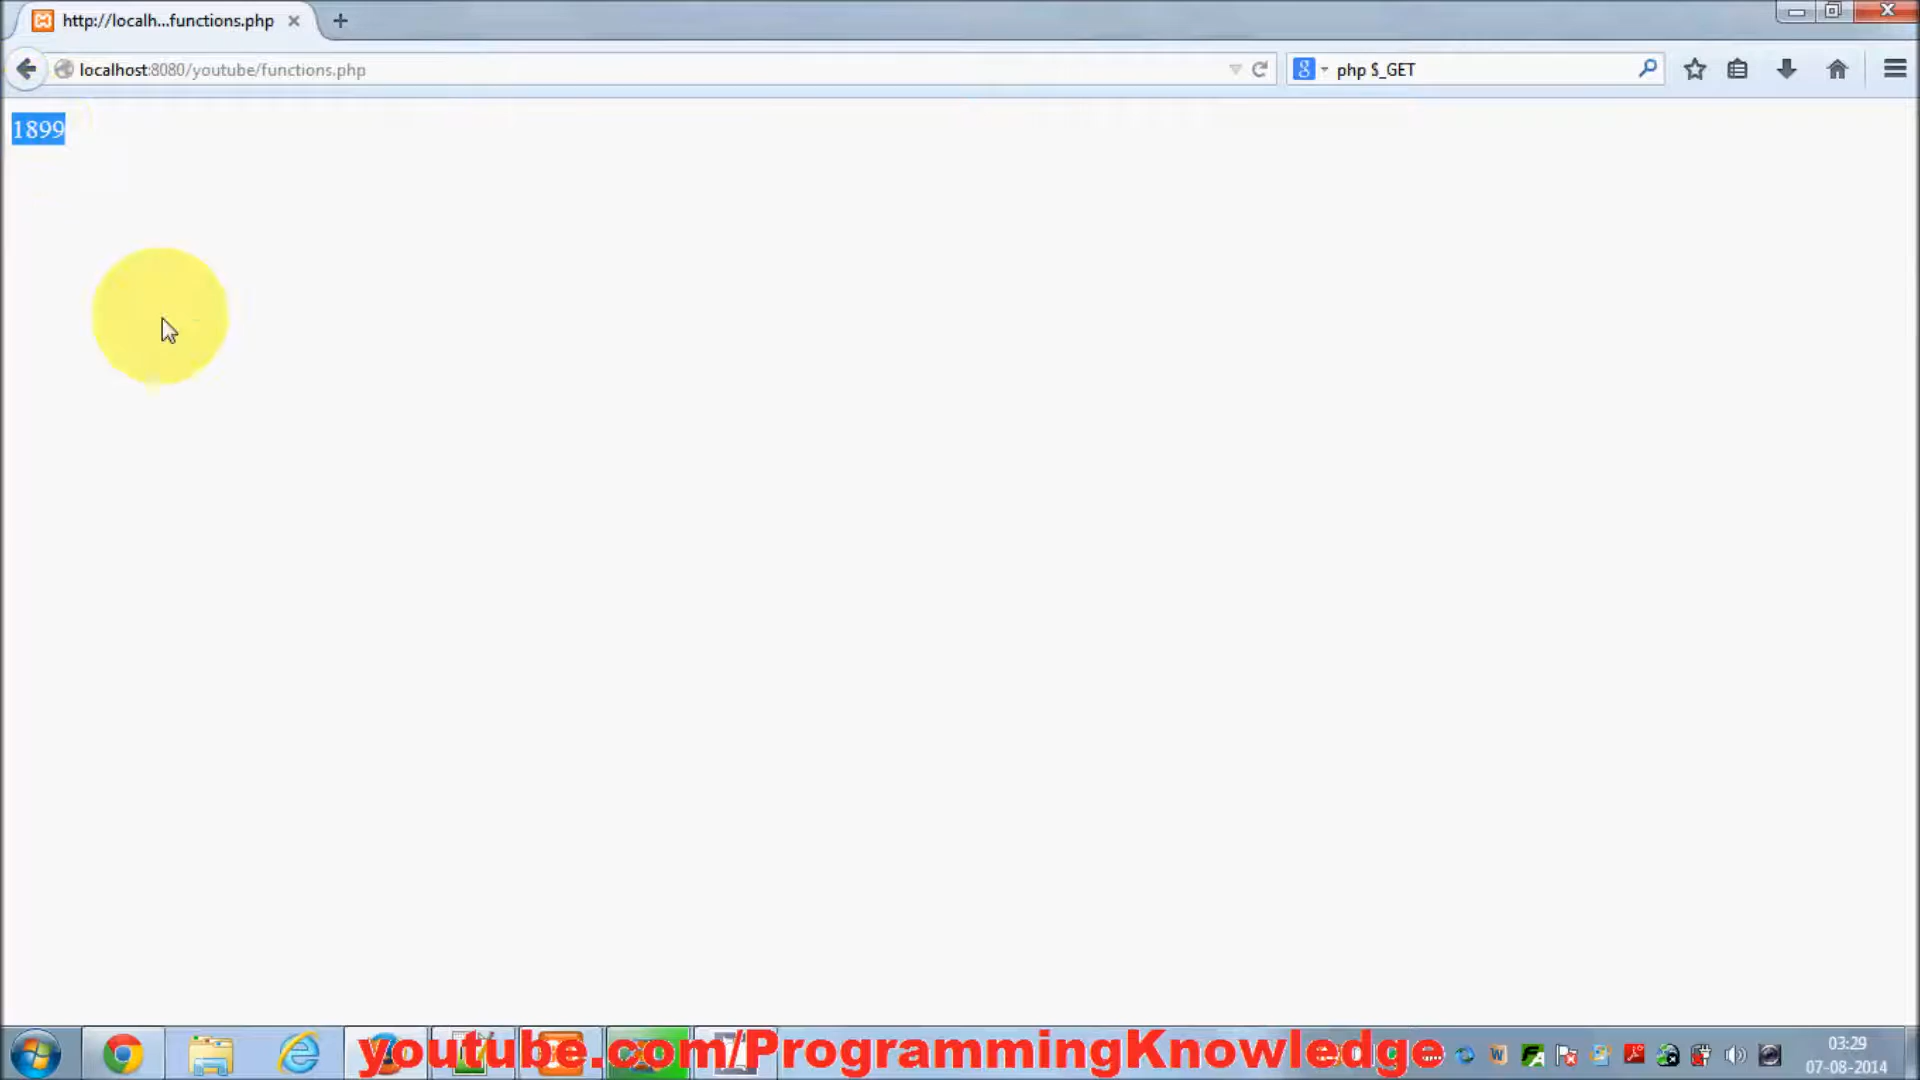 http://localh...functions.php
localhost:8080/youtube/functions.php
php $_GET
1899
youtube.com/ProgrammingKnowledge
03:29
07-08-2014